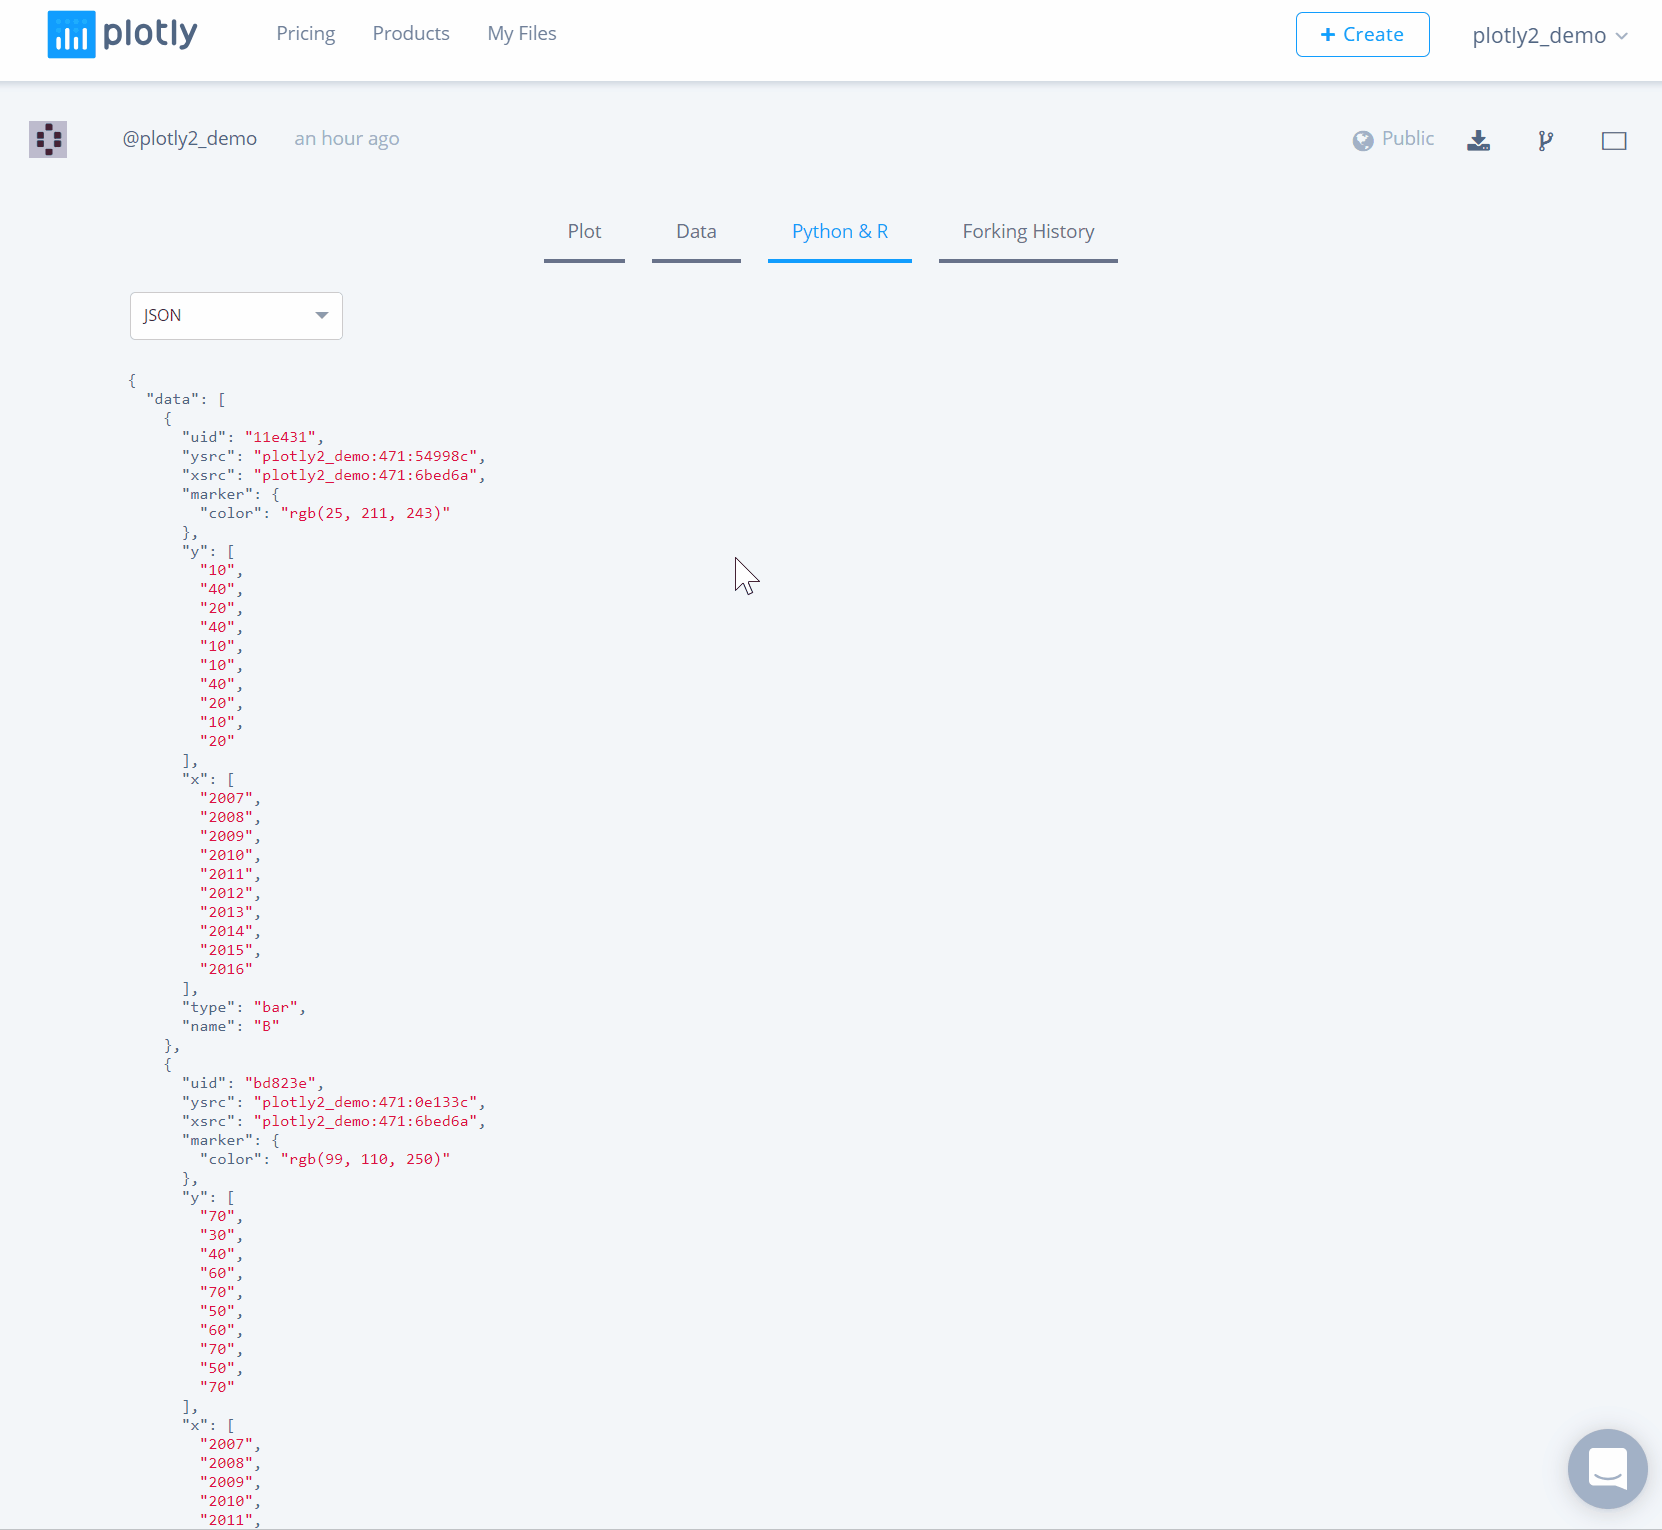 plotly
Pricing Products My Files
+ Create
plotly2_demo
@plotly2_demo an hour ago
Public
Plot Data Python & R Forking History
JSON
{
"data": [
{
"uid": "11e431",
"ysrc": "plotly2_demo:471:54998c",
"xsrc": "plotly2_demo:471:6bed6a",
"marker": {
"color": "rgb(25, 211, 243)"
},
"y": [
"10",
"40",
"20",
"40",
"10",
"10",
"40",
"20",
"10",
"20"
],
"x": [
"2007",
"2008",
"2009",
"2010",
"2011",
"2012",
"2013",
"2014",
"2015",
"2016"
],
"type": "bar",
"name": "B"
},
{
"uid": "bd823e",
"ysrc": "plotly2_demo:471:0e133c",
"xsrc": "plotly2_demo:471:6bed6a",
"marker": {
"color": "rgb(99, 110, 250)"
},
"y": [
"70",
"30",
"40",
"60",
"70",
"50",
"60",
"70",
"50",
"70"
],
"x": [
"2007",
"2008",
"2009",
"2010",
"2011",